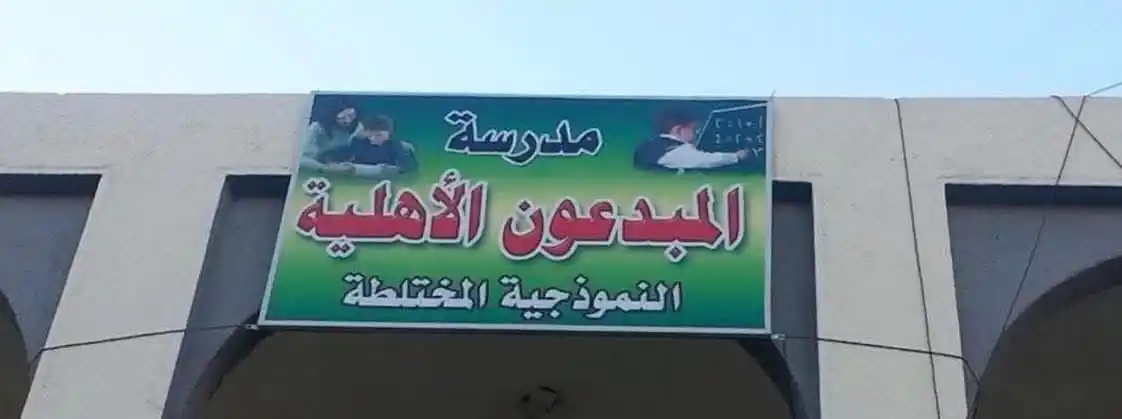 مدرسة
المبدعون الأهلية
النموذجية المختلطة